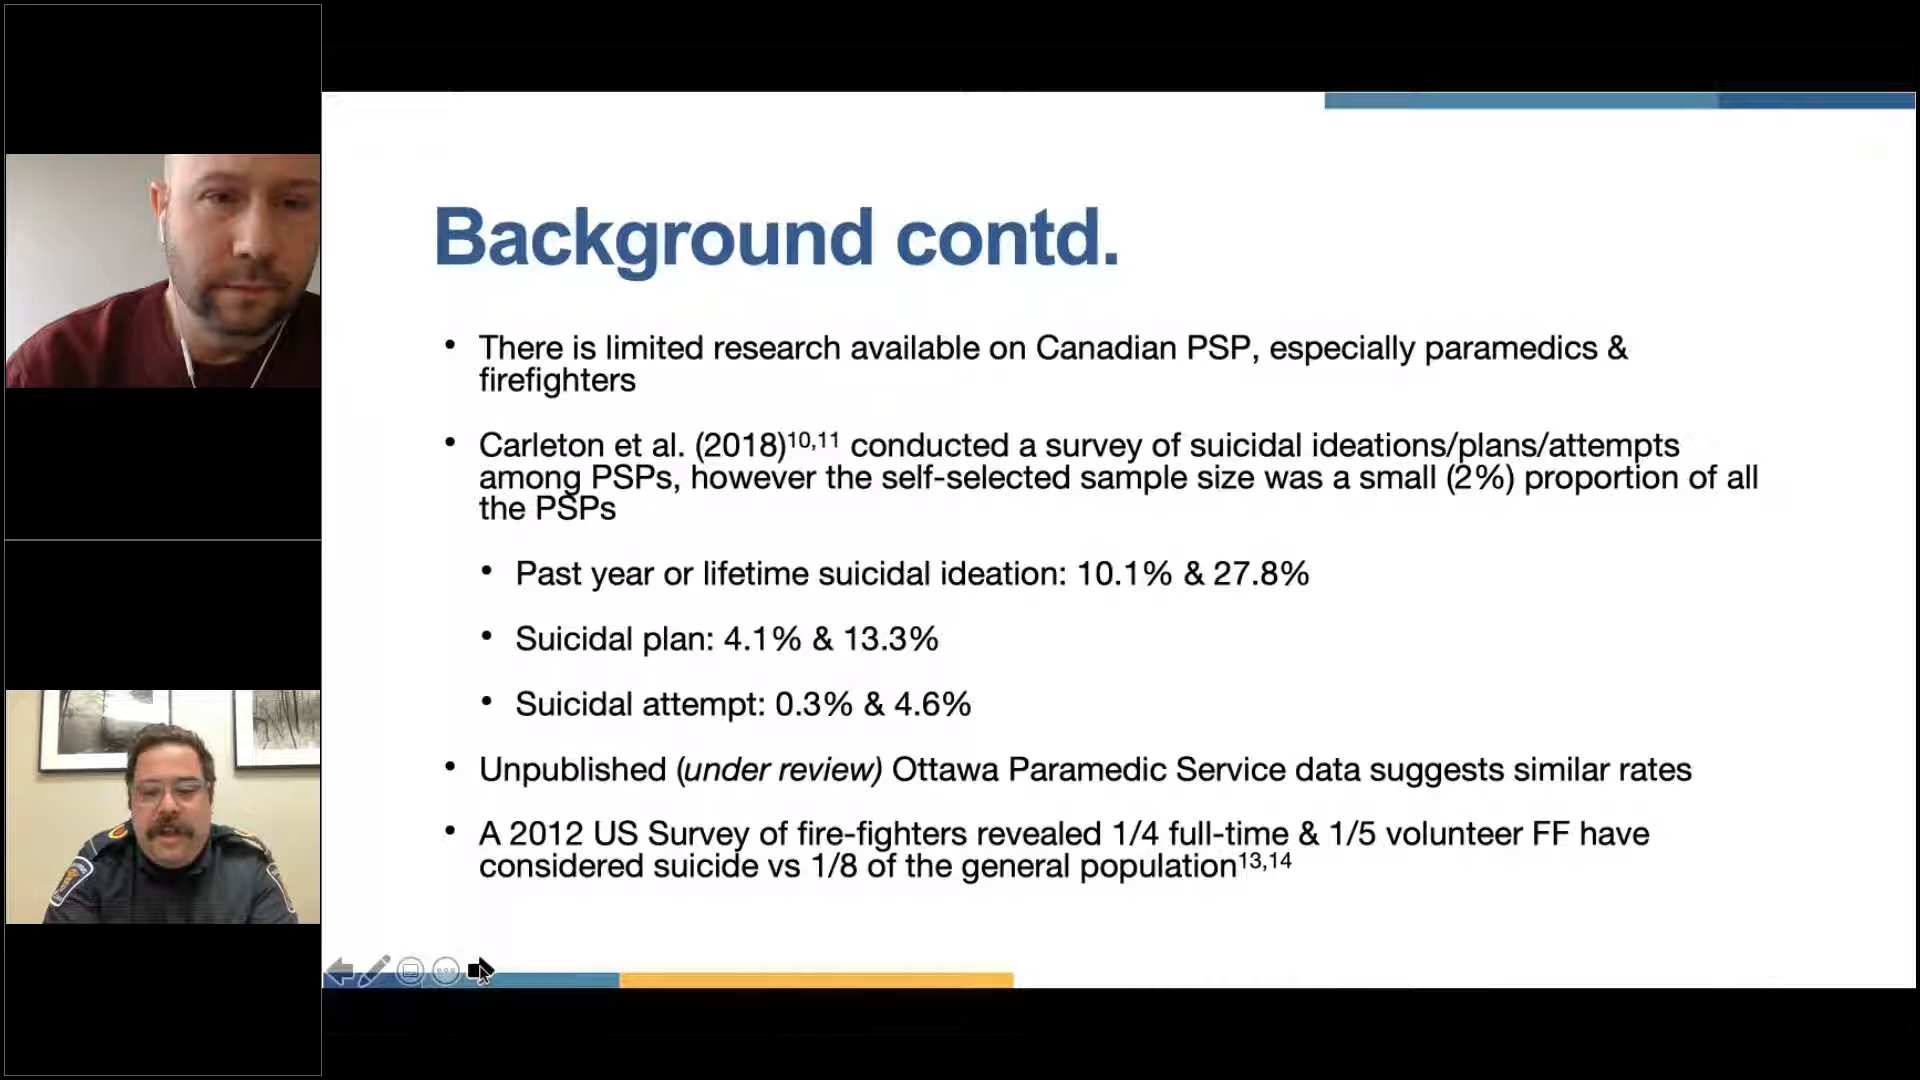 Background contd.
• There is limited research available on Canadian PSP, especially paramedics &
firefighters
• Carleton et al. (2018)10,11 conducted a survey of suicidal ideations/plans/attempts
among PSPs, however the self-selected sample size was a small (2%) proportion of all
the PSPs
• Past year or lifetime suicidal ideation: 10.1% & 27.8%
• Suicidal plan: 4.1% & 13.3%
• Suicidal attempt: 0.3% & 4.6%
• Unpublished (under review) Ottawa Paramedic Service data suggests similar rates
• A 2012 US Survey of fire-fighters revealed 1/4 full-time & 1/5 volunteer FF have
considered suicide vs 1/8 of the general population13,14